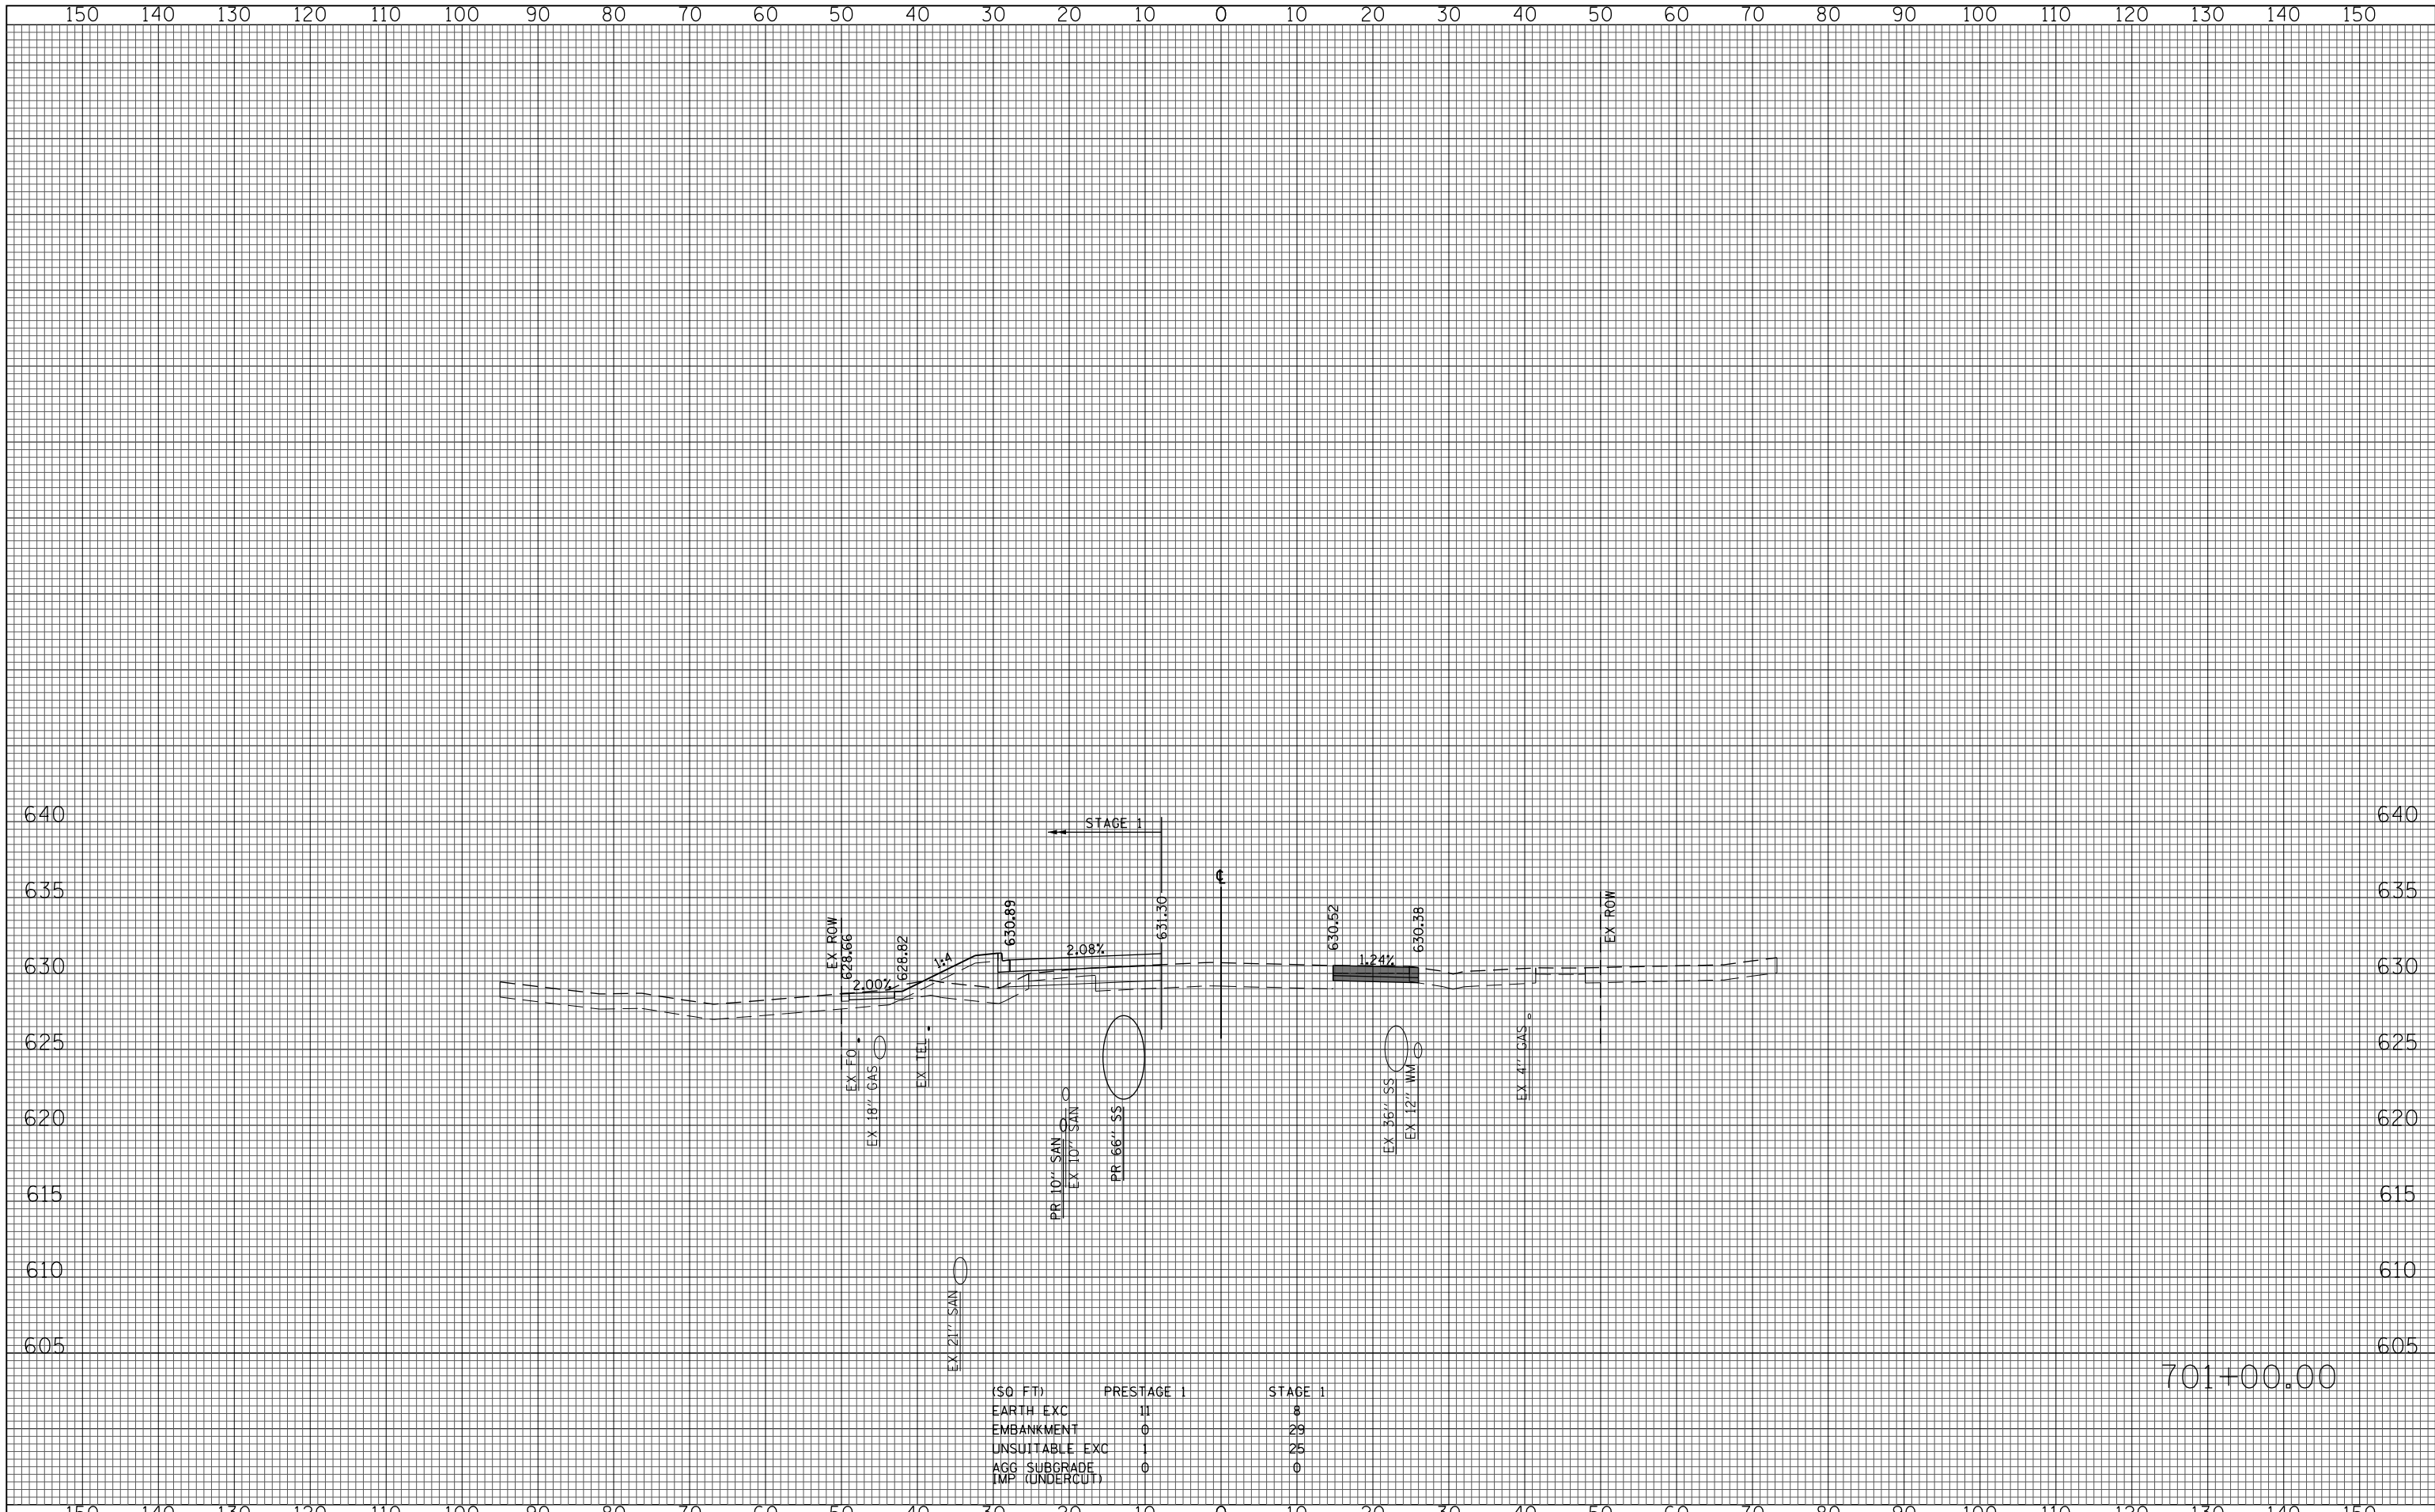 150 140 130 120 110 100 90 80 70 60 50 40 30 20 10 0 10 20 30 40 50 60 70 80 90 100 110 120 130 140 150
640 640
STAGE 1
635 635
℄
EX ROW
628.66
628.82
630.89
631.30
630.52
630.38
EX ROW
630 630
2.00%
1:4
2.08%
1.24%
625 625
EX FO
EX 18" GAS
EX TEL
PR 10" SAN
EX 10" SAN
PR 66" SS
EX 36" SS
EX 12" WM
EX 4" GAS
620 620
615 615
610 610
EX 21" SAN
605 605
701+00.00
(SQ FT) PRESTAGE 1 STAGE 1
EARTH EXC 11 8
EMBANKMENT 0 29
UNSUITABLE EXC 1 25
AGG SUBGRADE 0 0
IMP (UNDERCUT)
150 140 130 120 110 100 90 80 70 60 50 40 30 20 10 0 10 20 30 40 50 60 70 80 90 100 110 120 130 140 150